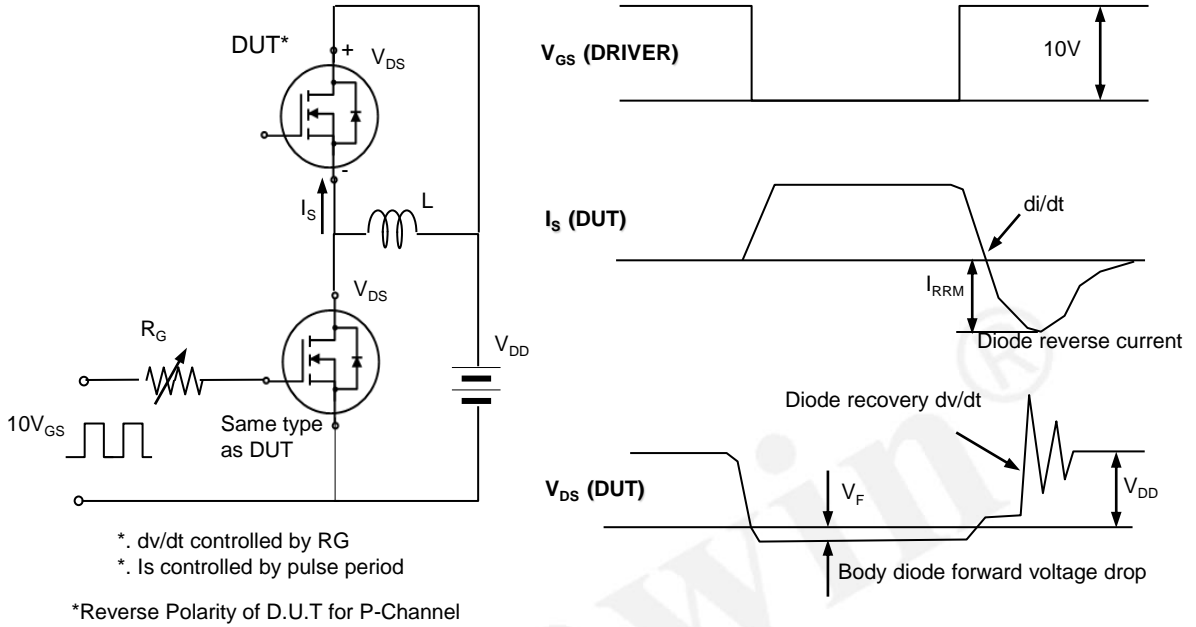 DUT*
+
V_DS
-
I_S
L
V_DS
R_G
V_DD
10V_GS
Same type
as DUT
*. dv/dt controlled by RG
*. Is controlled by pulse period
*Reverse Polarity of D.U.T for P-Channel
V_GS (DRIVER)
10V
I_S (DUT)
di/dt
I_RRM
Diode reverse current
Diode recovery dv/dt
V_DS (DUT)
V_F
V_DD
Body diode forward voltage drop
®
win